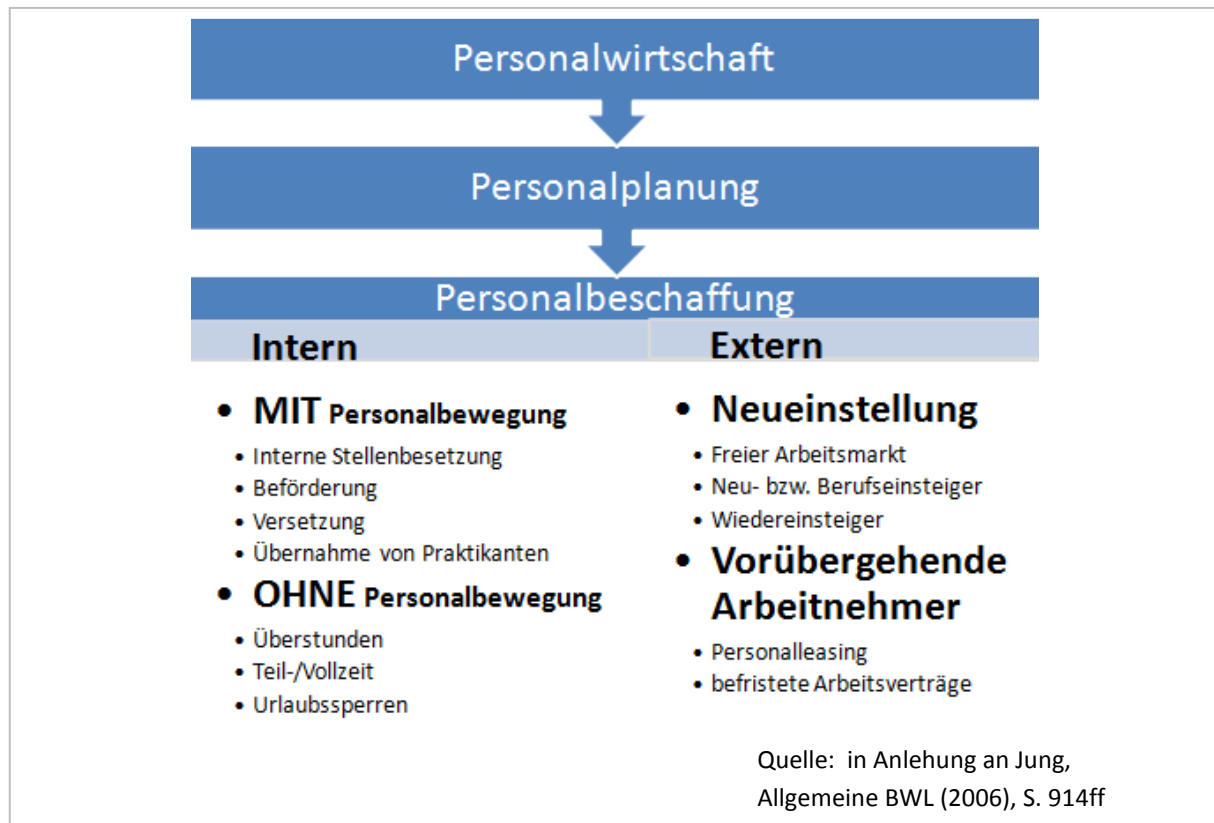 Personalwirtschaft
Personalplanung
Personalbeschaffung
Intern
• MIT Personalbewegung
• Interne Stellenbesetzung
• Beförderung
• Versetzung
• Übernahme von Praktikanten
• OHNE Personalbewegung
• Überstunden
• Teil-/Vollzeit
• Urlaubssperren
Extern
• Neueinstellung
• Freier Arbeitsmarkt
• Neu- bzw. Berufseinsteiger
• Wiedereinsteiger
• Vorübergehende
Arbeitnehmer
• Personalleasing
• befristete Arbeitsverträge
Quelle: in Anlehung an Jung,
Allgemeine BWL (2006), S. 914ff